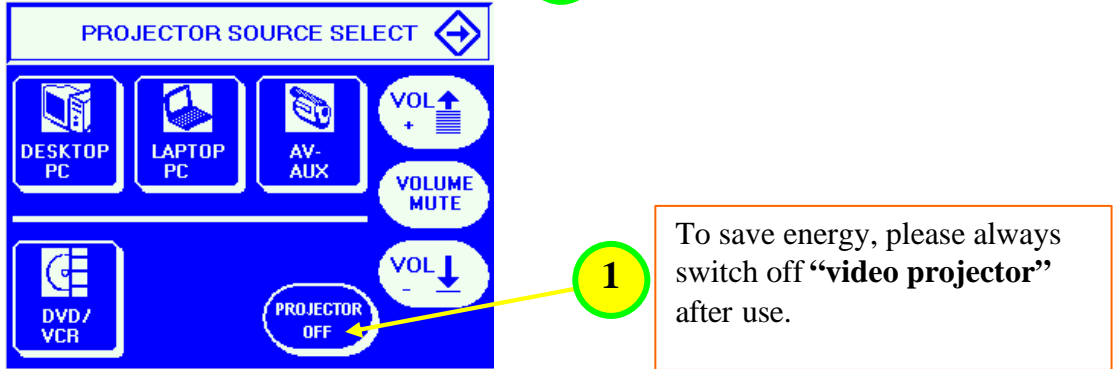 PROJECTOR SOURCE SELECT
DESKTOP
PC
LAPTOP
PC
AV-
AUX
VOL
+
VOLUME
MUTE
VOL
-
DVD/
VCR
PROJECTOR
OFF
1
To save energy, please always
switch off “video projector”
after use.